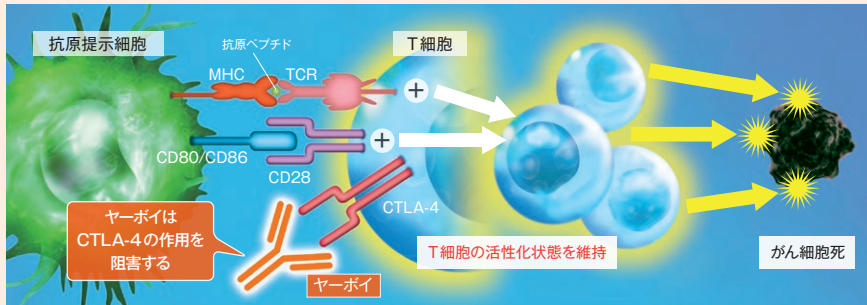 抗原提示細胞
抗原ペプチド
T細胞
MHC
TCR
+
CD80/CD86
CD28
+
CTLA-4
ヤーボイは
CTLA-4の作用を
阻害する
ヤーボイ
T細胞の活性化状態を維持
がん細胞死